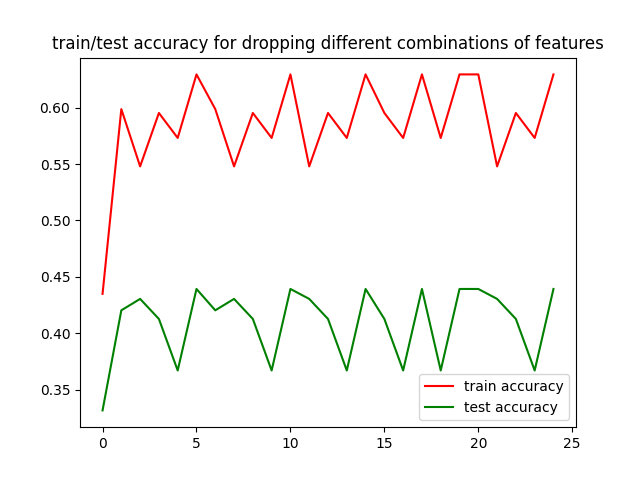 train/test accuracy for dropping different combinations of features
0.60
0.55
0.50
0.45
0.40
0.35
0 5 10 15 20 25
train accuracy
test accuracy